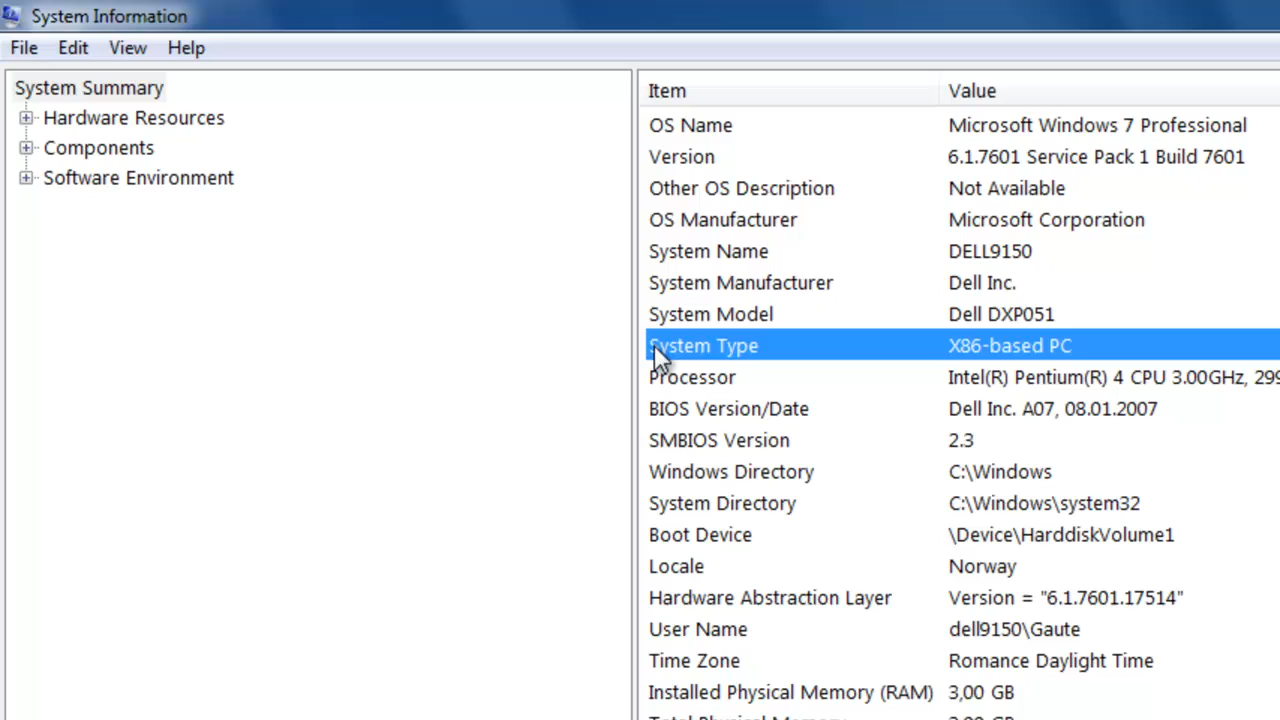 System Information
File Edit View Help
System Summary
Hardware Resources
Components
Software Environment
Item Value
OS Name Microsoft Windows 7 Professional
Version 6.1.7601 Service Pack 1 Build 7601
Other OS Description Not Available
OS Manufacturer Microsoft Corporation
System Name DELL9150
System Manufacturer Dell Inc.
System Model Dell DXP051
System Type X86-based PC
Processor Intel(R) Pentium(R) 4 CPU 3.00GHz, 299
BIOS Version/Date Dell Inc. A07, 08.01.2007
SMBIOS Version 2.3
Windows Directory C:\Windows
System Directory C:\Windows\system32
Boot Device \Device\HarddiskVolume1
Locale Norway
Hardware Abstraction Layer Version = "6.1.7601.17514"
User Name dell9150\Gaute
Time Zone Romance Daylight Time
Installed Physical Memory (RAM) 3,00 GB